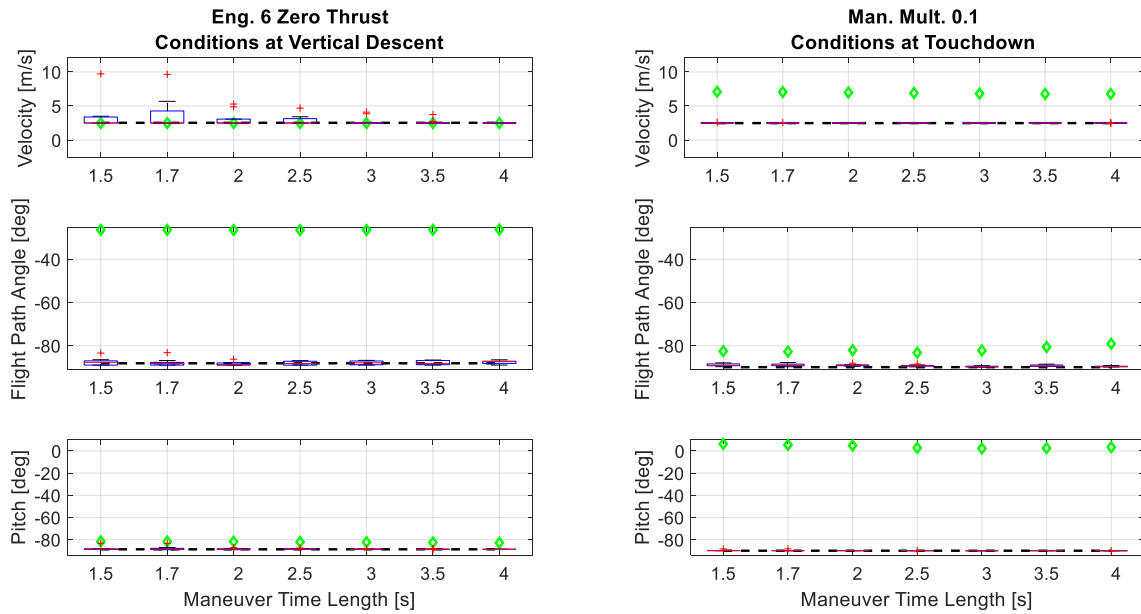 Eng. 6 Zero Thrust
Conditions at Vertical Descent
Velocity [m/s]
10
5
0
1.5 1.7 2 2.5 3 3.5 4
Flight Path Angle [deg]
-40
-60
-80
1.5 1.7 2 2.5 3 3.5 4
Pitch [deg]
0
-20
-40
-60
-80
1.5 1.7 2 2.5 3 3.5 4
Maneuver Time Length [s]
Man. Mult. 0.1
Conditions at Touchdown
Velocity [m/s]
10
5
0
1.5 1.7 2 2.5 3 3.5 4
Flight Path Angle [deg]
-40
-60
-80
1.5 1.7 2 2.5 3 3.5 4
Pitch [deg]
0
-20
-40
-60
-80
1.5 1.7 2 2.5 3 3.5 4
Maneuver Time Length [s]